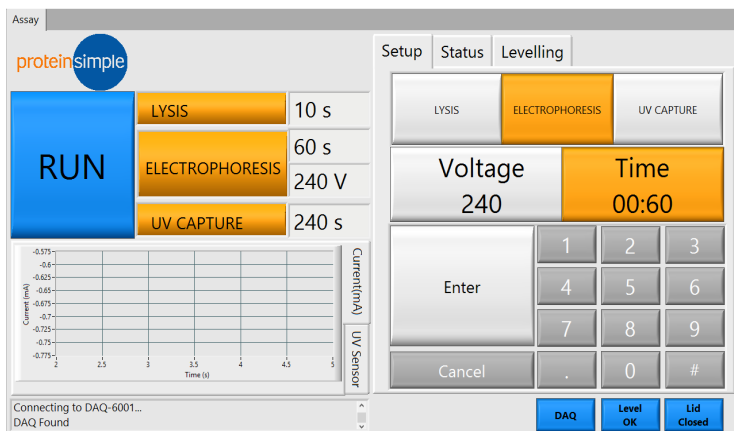 Assay
proteinsimple
RUN
LYSIS
10 s
ELECTROPHORESIS
60 s
240 V
UV CAPTURE
240 s
-0.575
-0.6
-0.625
-0.65
-0.675
-0.7
-0.725
-0.75
-0.775
Current (mA)
2
2.5
3
3.5
4
4.5
5
Time (s)
Current(mA)
UV Sensor
Connecting to DAQ-6001...
DAQ Found
Setup Status Levelling
LYSIS ELECTROPHORESIS UV CAPTURE
Voltage
240
Time
00:60
Enter
1 2 3
4 5 6
7 8 9
Cancel . 0 #
DAQ
Level
OK
Lid
Closed